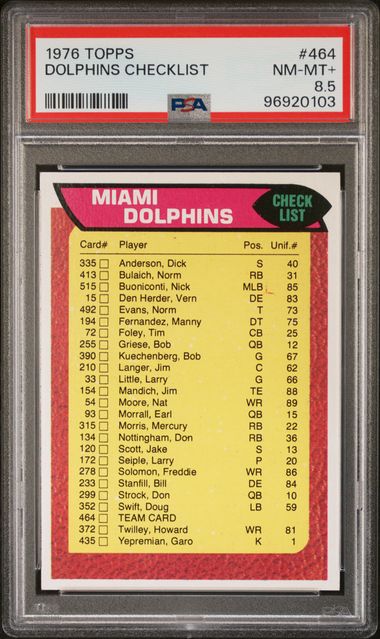 1976 TOPPS #464
DOLPHINS CHECKLIST NM-MT+
8.5
PSA 96920103
MIAMI DOLPHINS
CHECK LIST
Card# Player Pos. Unif.#
335 Anderson, Dick S 40
413 Bulaich, Norm RB 31
515 Buoniconti, Nick MLB 85
15 Den Herder, Vern DE 83
492 Evans, Norm T 73
194 Fernandez, Manny DT 75
72 Foley, Tim CB 25
255 Griese, Bob QB 12
390 Kuechenberg, Bob G 67
210 Langer, Jim C 62
33 Little, Larry G 66
154 Mandich, Jim TE 88
54 Moore, Nat WR 89
93 Morrall, Earl QB 15
315 Morris, Mercury RB 22
134 Nottingham, Don RB 36
120 Scott, Jake S 13
172 Seiple, Larry P 20
278 Solomon, Freddie WR 86
233 Stanfill, Bill DE 84
299 Strock, Don QB 10
352 Swift, Doug LB 59
464 TEAM CARD
372 Twilley, Howard WR 81
435 Yepremian, Garo K 1